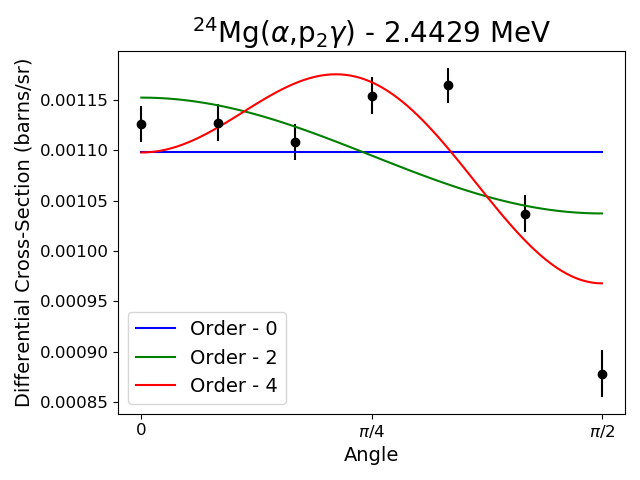 ²⁴Mg(α,p₂γ) - 2.4429 MeV
Differential Cross-Section (barns/sr)
0.00115
0.00110
0.00105
0.00100
0.00095
0.00090
0.00085
Order - 0
Order - 2
Order - 4
0 π/4 π/2
Angle